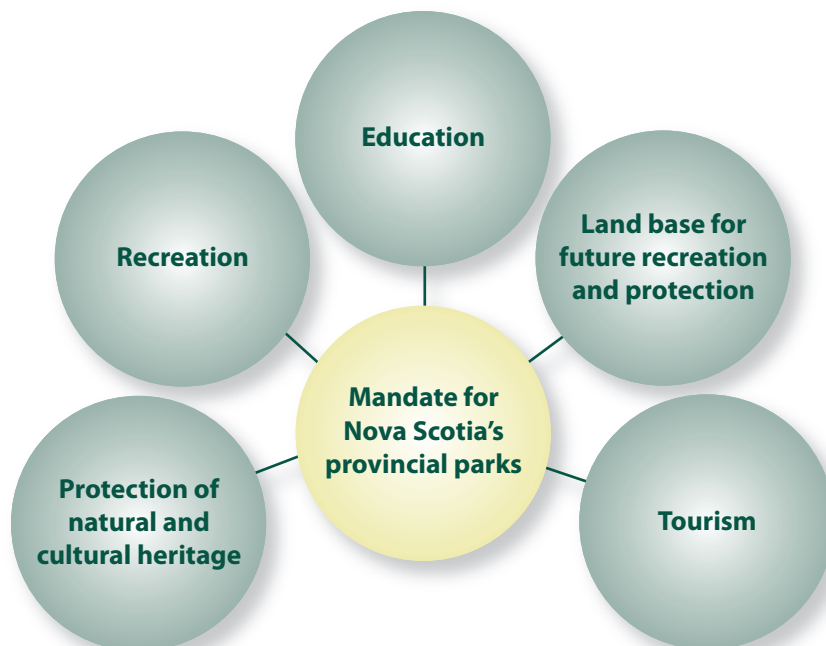 Education
Recreation
Land base for
future recreation
and protection
Mandate for
Nova Scotia’s
provincial parks
Protection of
natural and
cultural heritage
Tourism